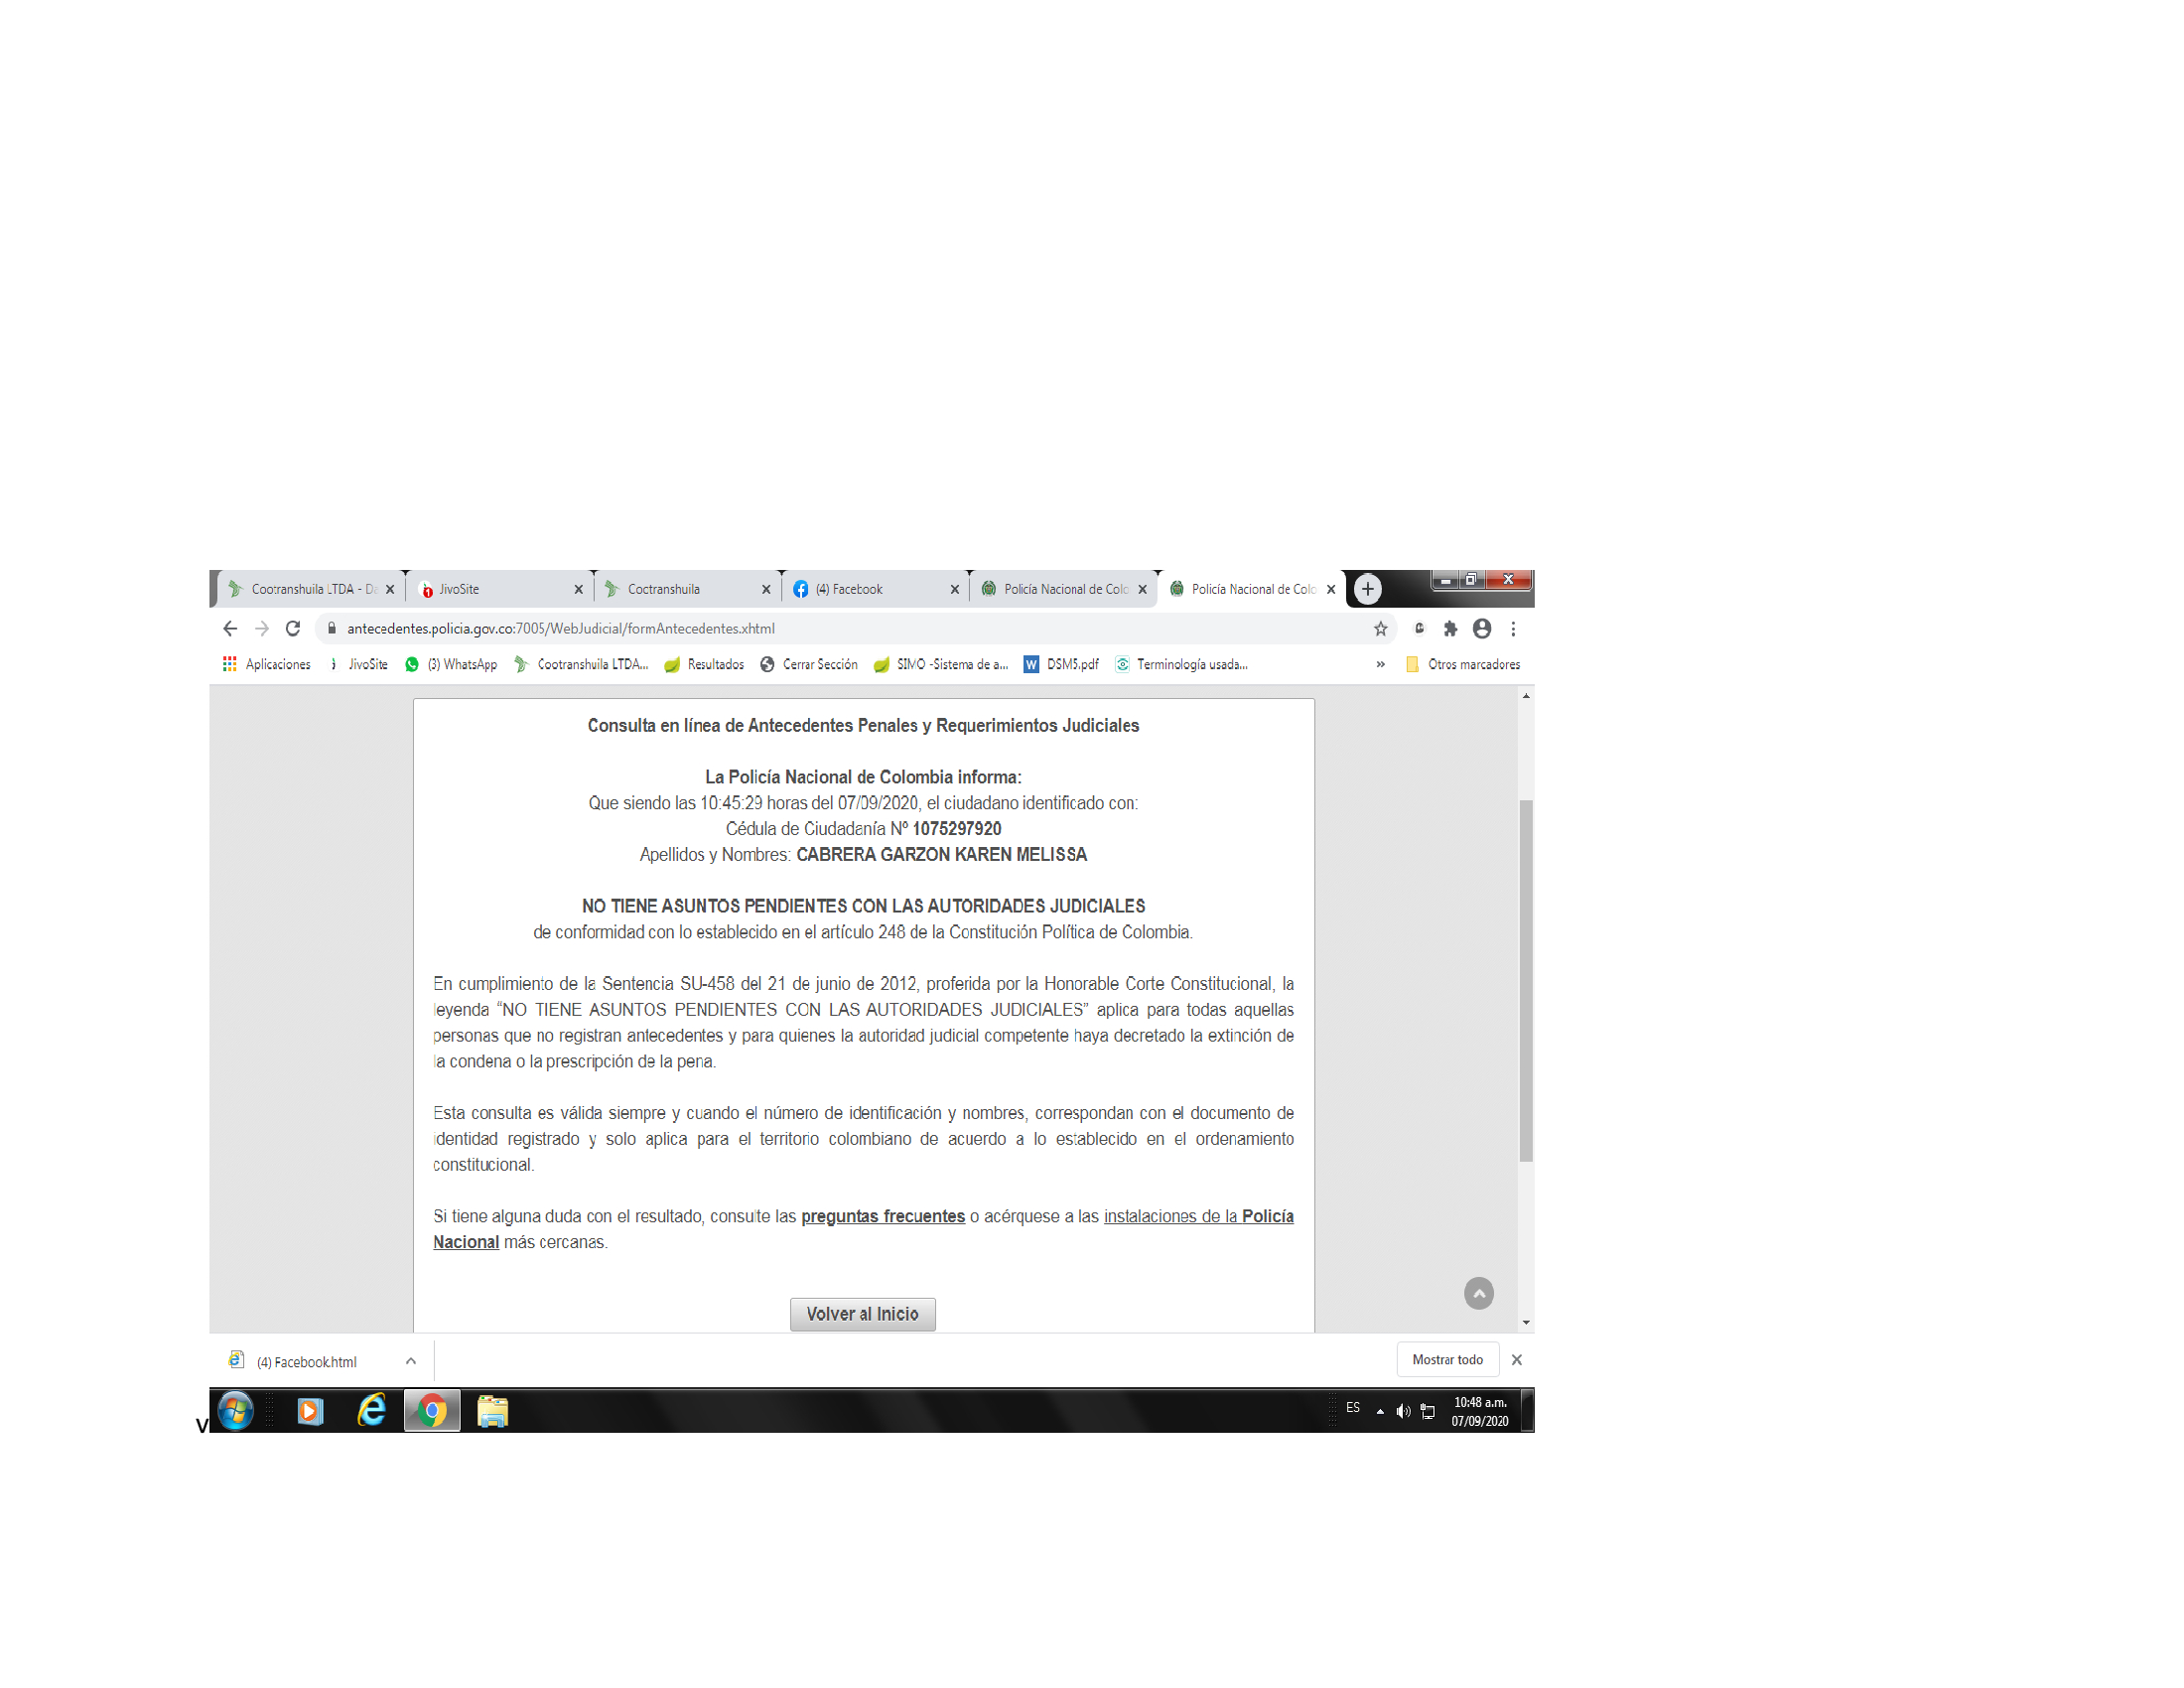 Cootranshuila LTDA - Da
JivoSite
Coctranshuila
(4) Facebook
Policía Nacional de Colo
Policía Nacional de Colo
antecedentes.policia.gov.co:7005/WebJudicial/formAntecedentes.xhtml
Aplicaciones JivoSite (3) WhatsApp Cootranshuila LTDA... Resultados Cerrar Sección SIMO -Sistema de a... DSM5.pdf Terminología usada... » Otros marcadores
Consulta en línea de Antecedentes Penales y Requerimientos Judiciales
La Policía Nacional de Colombia informa:
Que siendo las 10:45:29 horas del 07/09/2020, el ciudadano identificado con:
Cédula de Ciudadanía Nº 1075297920
Apellidos y Nombres: CABRERA GARZON KAREN MELISSA
NO TIENE ASUNTOS PENDIENTES CON LAS AUTORIDADES JUDICIALES
de conformidad con lo establecido en el artículo 248 de la Constitución Política de Colombia.
En cumplimiento de la Sentencia SU-458 del 21 de junio de 2012, proferida por la Honorable Corte Constitucional, la
leyenda “NO TIENE ASUNTOS PENDIENTES CON LAS AUTORIDADES JUDICIALES” aplica para todas aquellas
personas que no registran antecedentes y para quienes la autoridad judicial competente haya decretado la extinción de
la condena o la prescripción de la pena.
Esta consulta es válida siempre y cuando el número de identificación y nombres, correspondan con el documento de
identidad registrado y solo aplica para el territorio colombiano de acuerdo a lo establecido en el ordenamiento
constitucional.
Si tiene alguna duda con el resultado, consulte las preguntas frecuentes o acérquese a las instalaciones de la Policía
Nacional más cercanas.
Volver al Inicio
(4) Facebook.html
Mostrar todo
ES
10:48 a.m.
07/09/2020
v